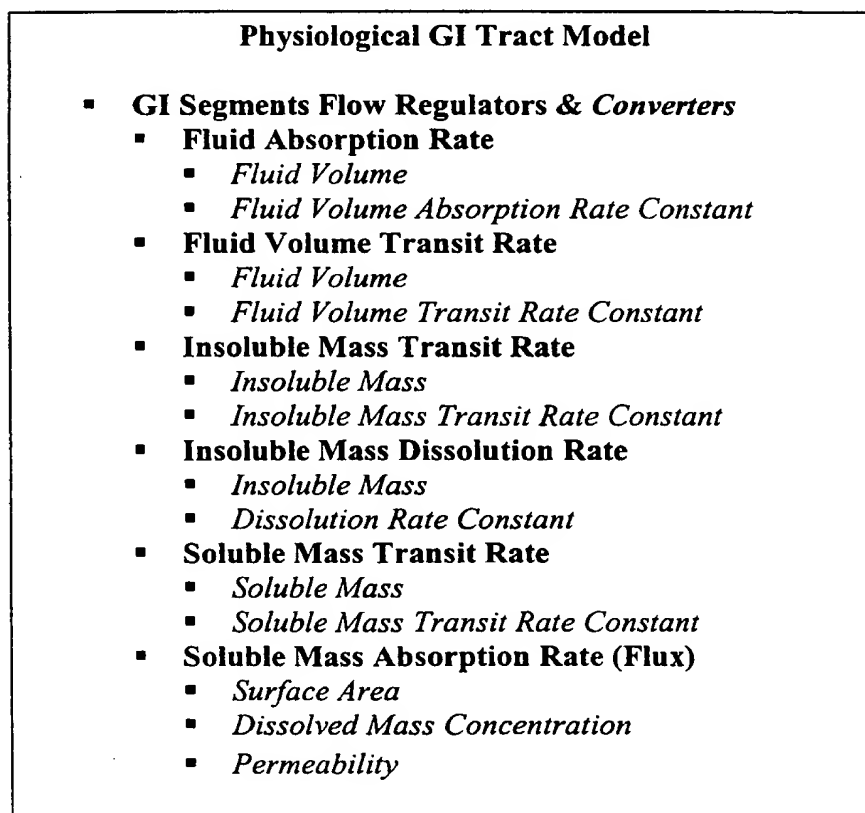 Physiological GI Tract Model
▪ GI Segments Flow Regulators & Converters
▪ Fluid Absorption Rate
▪ Fluid Volume
▪ Fluid Volume Absorption Rate Constant
▪ Fluid Volume Transit Rate
▪ Fluid Volume
▪ Fluid Volume Transit Rate Constant
▪ Insoluble Mass Transit Rate
▪ Insoluble Mass
▪ Insoluble Mass Transit Rate Constant
▪ Insoluble Mass Dissolution Rate
▪ Insoluble Mass
▪ Dissolution Rate Constant
▪ Soluble Mass Transit Rate
▪ Soluble Mass
▪ Soluble Mass Transit Rate Constant
▪ Soluble Mass Absorption Rate (Flux)
▪ Surface Area
▪ Dissolved Mass Concentration
▪ Permeability